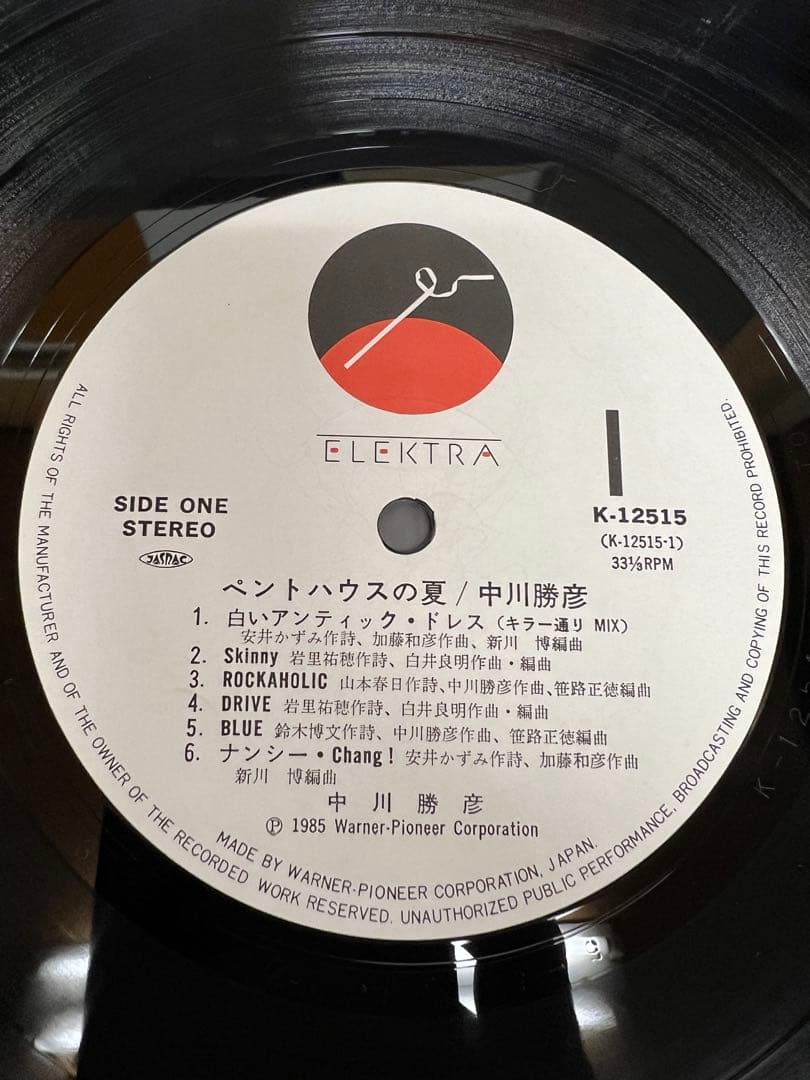 ELEKTRA
SIDE ONE
STEREO
JASRAC
K-12515
(K-12515-1)
33⅓RPM
ペントハウスの夏/中川勝彦
1. 白いアンティック・ドレス(キラー通り MIX)
安井かずみ作詩、加藤和彦作曲、新川 博編曲
2. Skinny 岩里祐穂作詩、白井良明作曲・編曲
3. ROCKAHOLIC 山本春日作詩、中川勝彦作曲、笹路正徳編曲
4. DRIVE 岩里祐穂作詩、白井良明作曲・編曲
5. BLUE 鈴木博文作詩、中川勝彦作曲、笹路正徳編曲
6. ナンシー・Chang! 安井かずみ作詩、加藤和彦作曲
新川 博編曲
中川勝彦
Ⓟ 1985 Warner-Pioneer Corporation
MADE BY WARNER-PIONEER CORPORATION, JAPAN.
ALL RIGHTS OF THE MANUFACTURER AND OF THE OWNER OF THE RECORDED WORK RESERVED. UNAUTHORIZED PUBLIC PERFORMANCE, BROADCASTING AND COPYING OF THIS RECORD PROHIBITED.